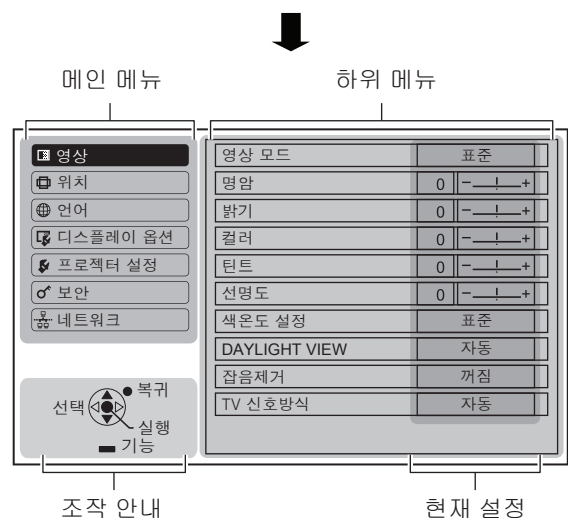 메인 메뉴
하위 메뉴
영상
위치
언어
디스플레이 옵션
프로젝터 설정
보안
네트워크
영상 모드 표준
명암 0 - +
밝기 0 - +
컬러 0 - +
틴트 0 - +
선명도 0 - +
색온도 설정 표준
DAYLIGHT VIEW 자동
잡음제거 꺼짐
TV 신호방식 자동
복귀
선택
실행
기능
조작 안내
현재 설정